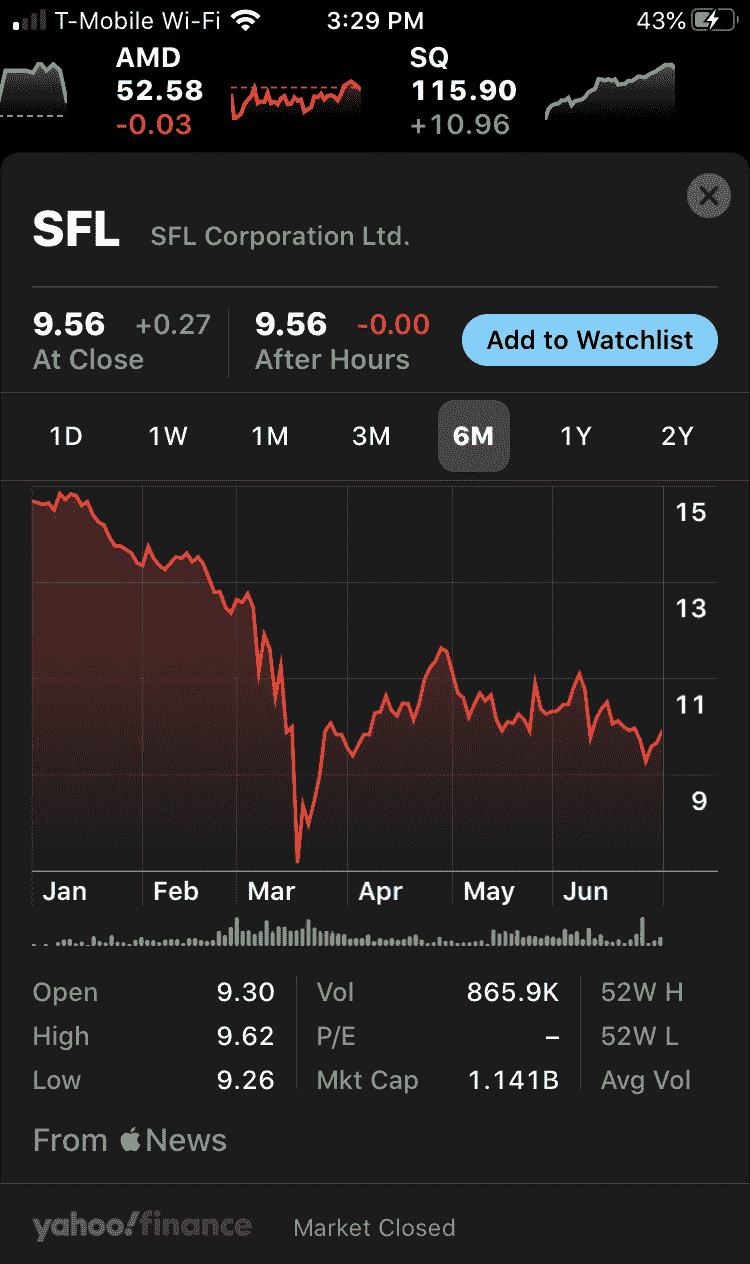 T-Mobile Wi-Fi 3:29 PM 43%
AMD SQ
52.58 115.90
-0.03 +10.96
SFL SFL Corporation Ltd.
9.56 +0.27 9.56 -0.00 Add to Watchlist
At Close After Hours
1D 1W 1M 3M 6M 1Y 2Y
15
13
11
9
Jan Feb Mar Apr May Jun
Open 9.30 Vol 865.9K 52W H
High 9.62 P/E – 52W L
Low 9.26 Mkt Cap 1.141B Avg Vol
From News
yahoo!finance Market Closed